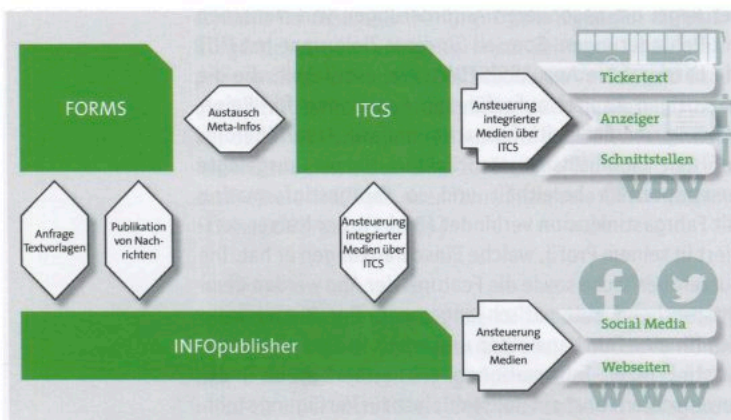 FORMS
Austausch
Meta-Infos
ITCS
Ansteuerung
integrierter
Medien über
ITCS
Tickertext
Anzeiger
Schnittstellen
VDV
Anfrage
Textvorlagen
Publikation
von Nach-
richten
Ansteuerung
integrierter
Medien über
ITCS
INFOpublisher
Ansteuerung
externer
Medien
Social Media
Webseiten
www